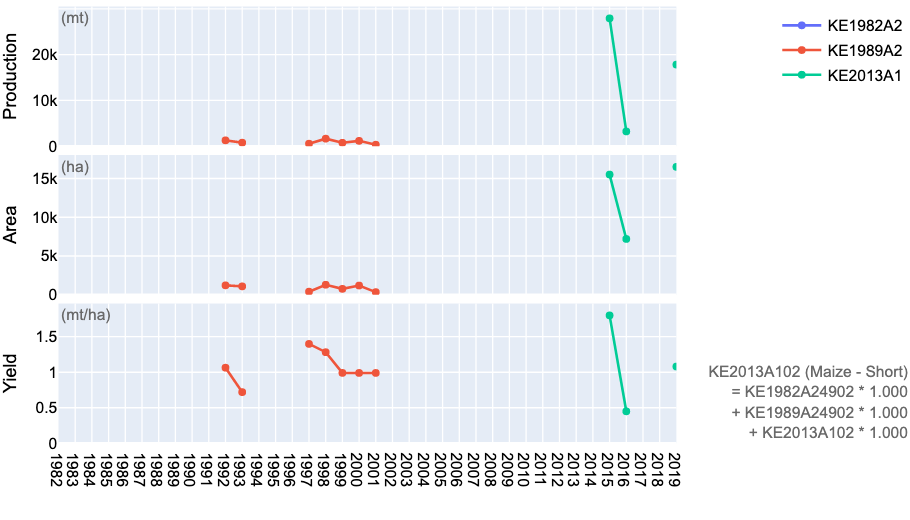 (mt)
Production
20k
10k
0
KE1982A2
KE1989A2
KE2013A1
(ha)
Area
15k
10k
5k
0
(mt/ha)
Yield
1.5
1
0.5
0
1982
1983
1984
1985
1986
1987
1988
1989
1990
1991
1992
1993
1994
1995
1996
1997
1998
1999
2000
2001
2002
2003
2004
2005
2006
2007
2008
2009
2010
2011
2012
2013
2014
2015
2016
2017
2018
2019
KE2013A102 (Maize - Short)
= KE1982A24902 * 1.000
+ KE1989A24902 * 1.000
+ KE2013A102 * 1.000